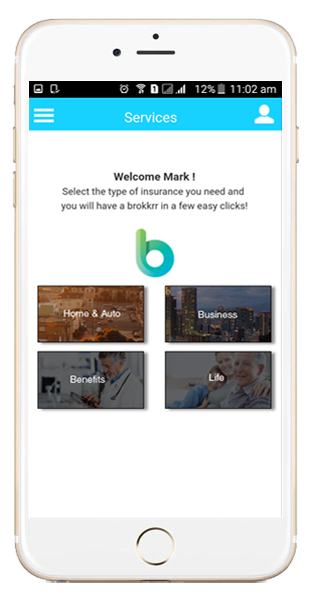 12% 11:02 am
Services
Welcome Mark !
Select the type of insurance you need and
you will have a brokkrr in a few easy clicks!
b
Home & Auto
Business
Benefits
Life